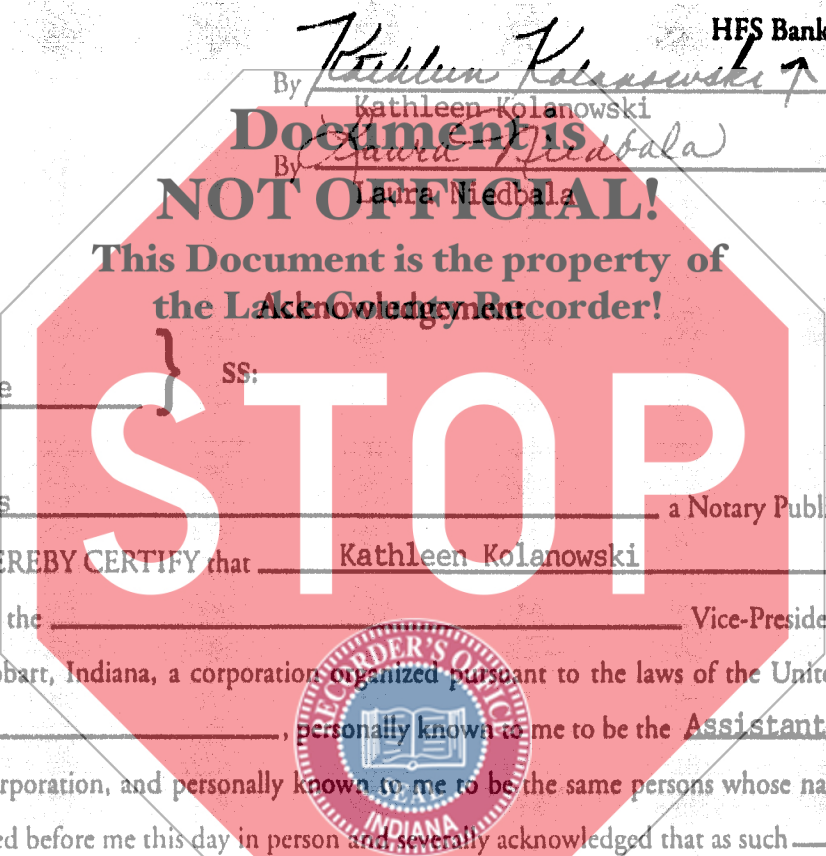 HFS Bank
By Kathleen Kolanowski
Kathleen Kolanowski
Document is
By Laura Niedbala
NOT OFFICIAL!
Laura Niedbala
This Document is the property of
the Lake County Recorder!
Acknowledgement
e } SS:
STOP
s a Notary Publi
EREBY CERTIFY that Kathleen Kolanowski
the Vice-Preside
obart, Indiana, a corporation organized pursuant to the laws of the Unite
, personally known to me to be the Assistant
rporation, and personally known to me to be the same persons whose na
ed before me this day in person and severally acknowledged that as such
RECORDER'S OFFICE
SEAL
INDIANA